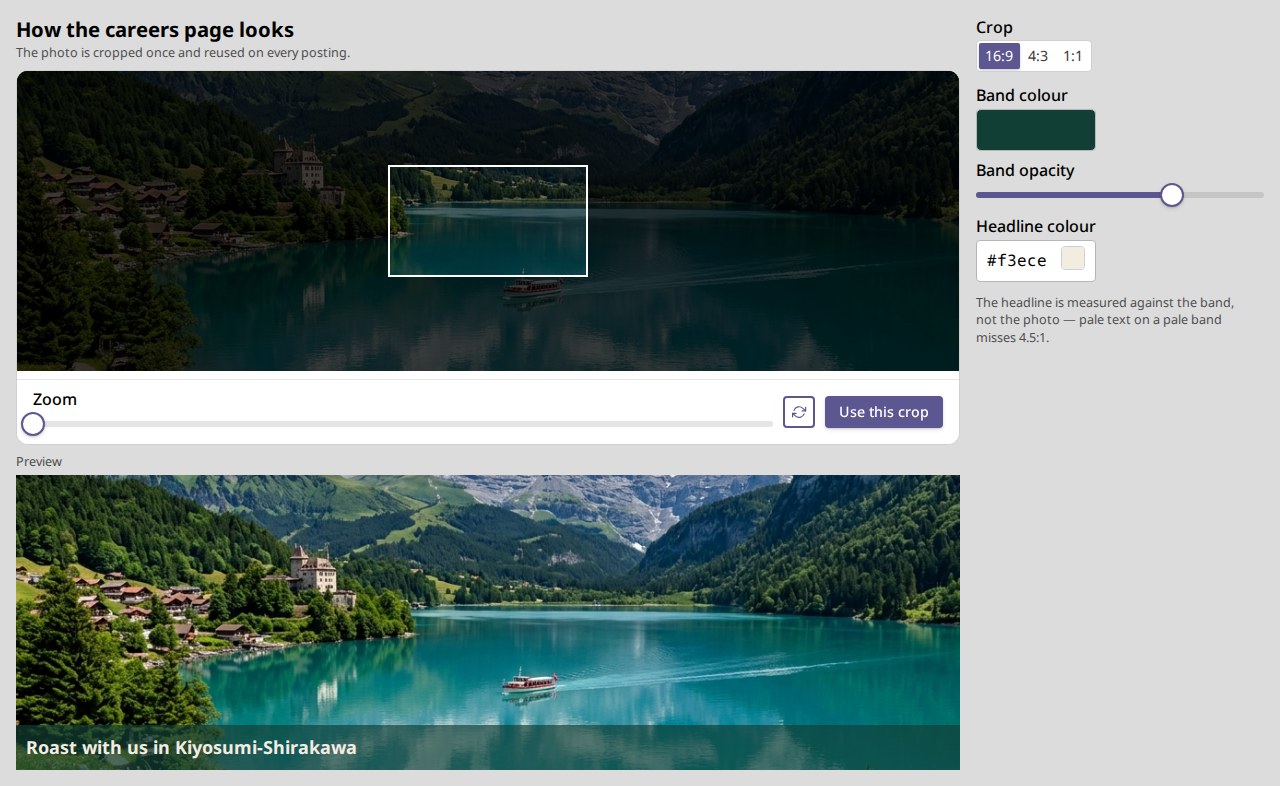 How the careers page looks
The photo is cropped once and reused on every posting.
Zoom
Use this crop
Preview
Roast with us in Kiyosumi-Shirakawa
Crop
16:9 4:3 1:1
Band colour
Band opacity
Headline colour
#f3ece
The headline is measured against the band,
not the photo — pale text on a pale band
misses 4.5:1.